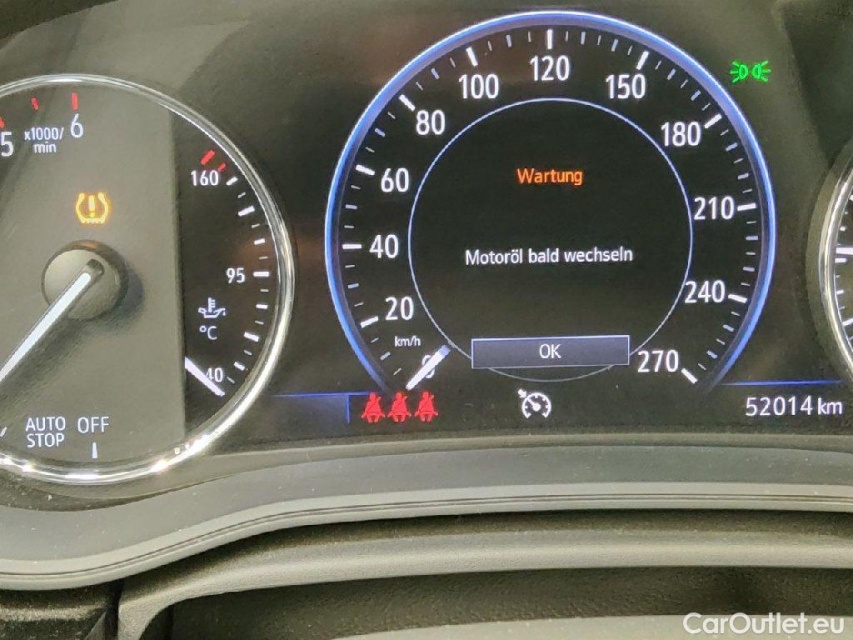 5
6
x1000/
min
160
95
°C
40
AUTO
STOP
OFF
20
40
60
80
100
120
150
180
210
240
270
0
km/h
Wartung
Motoröl bald wechseln
OK
52014 km
CarOutlet.eu